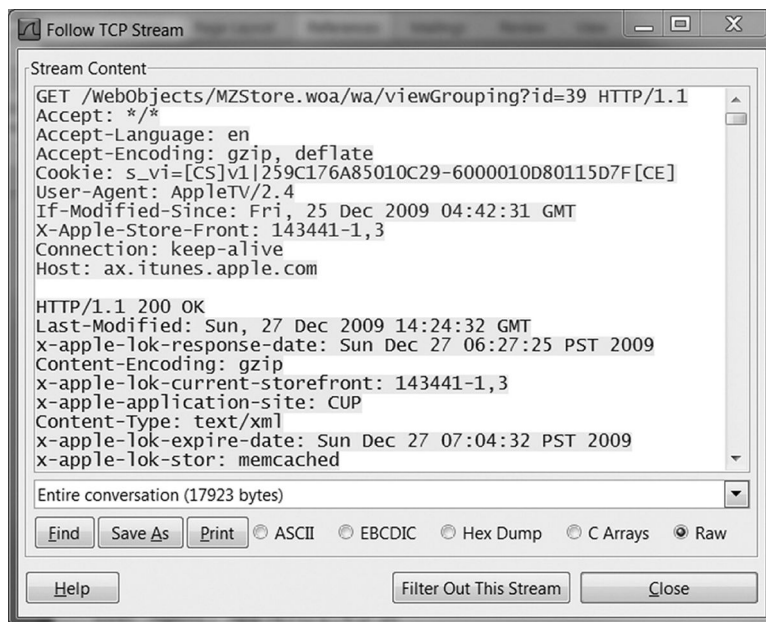 Follow TCP Stream
Stream Content
GET /WebObjects/MZStore.woa/wa/viewGrouping?id=39 HTTP/1.1
Accept: */*
Accept-Language: en
Accept-Encoding: gzip, deflate
Cookie: s_vi=[CS]v1|259C176A85010C29-6000010D80115D7F[CE]
User-Agent: AppleTV/2.4
If-Modified-Since: Fri, 25 Dec 2009 04:42:31 GMT
X-Apple-Store-Front: 143441-1,3
Connection: keep-alive
Host: ax.itunes.apple.com
HTTP/1.1 200 OK
Last-Modified: Sun, 27 Dec 2009 14:24:32 GMT
x-apple-lok-response-date: Sun Dec 27 06:27:25 PST 2009
Content-Encoding: gzip
x-apple-lok-current-storefront: 143441-1,3
x-apple-application-site: CUP
Content-Type: text/xml
x-apple-lok-expire-date: Sun Dec 27 07:04:32 PST 2009
x-apple-lok-stor: memcached
Entire conversation (17923 bytes)
Find Save As Print ASCII EBCDIC Hex Dump C Arrays Raw
Help Filter Out This Stream Close